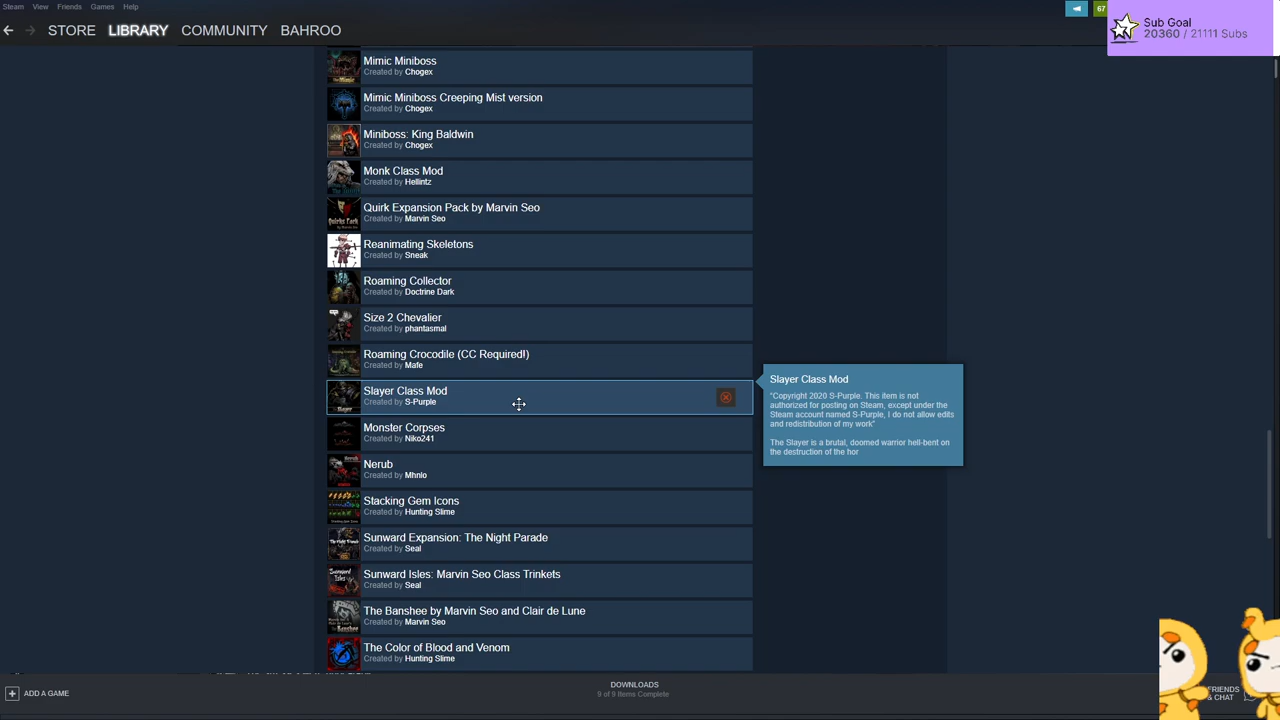 Steam View Friends Games Help
67
Sub Goal
20360 / 21111 Subs
STORE LIBRARY COMMUNITY BAHROO
Mimic Miniboss
Created by Chogex
Mimic Miniboss Creeping Mist version
Created by Chogex
Miniboss: King Baldwin
Created by Chogex
Monk Class Mod
Created by Hellintz
Quirk Expansion Pack by Marvin Seo
Created by Marvin Seo
Reanimating Skeletons
Created by Sneak
Roaming Collector
Created by Doctrine Dark
Size 2 Chevalier
Created by phantasmal
Roaming Crocodile (CC Required!)
Created by Mafe
Slayer Class Mod
Created by S-Purple
Slayer Class Mod
"Copyright 2020 S-Purple. This item is not
authorized for posting on Steam, except under the
Steam account named S-Purple, I do not allow edits
and redistribution of my work"
The Slayer is a brutal, doomed warrior hell-bent on
the destruction of the hor
Monster Corpses
Created by Niko241
Nerub
Created by Mhnlo
Stacking Gem Icons
Created by Hunting Slime
Sunward Expansion: The Night Parade
Created by Seal
Sunward Isles: Marvin Seo Class Trinkets
Created by Seal
The Banshee by Marvin Seo and Clair de Lune
Created by Marvin Seo
The Color of Blood and Venom
Created by Hunting Slime
ADD A GAME
DOWNLOADS
9 of 9 Items Complete
FRIENDS
& CHAT